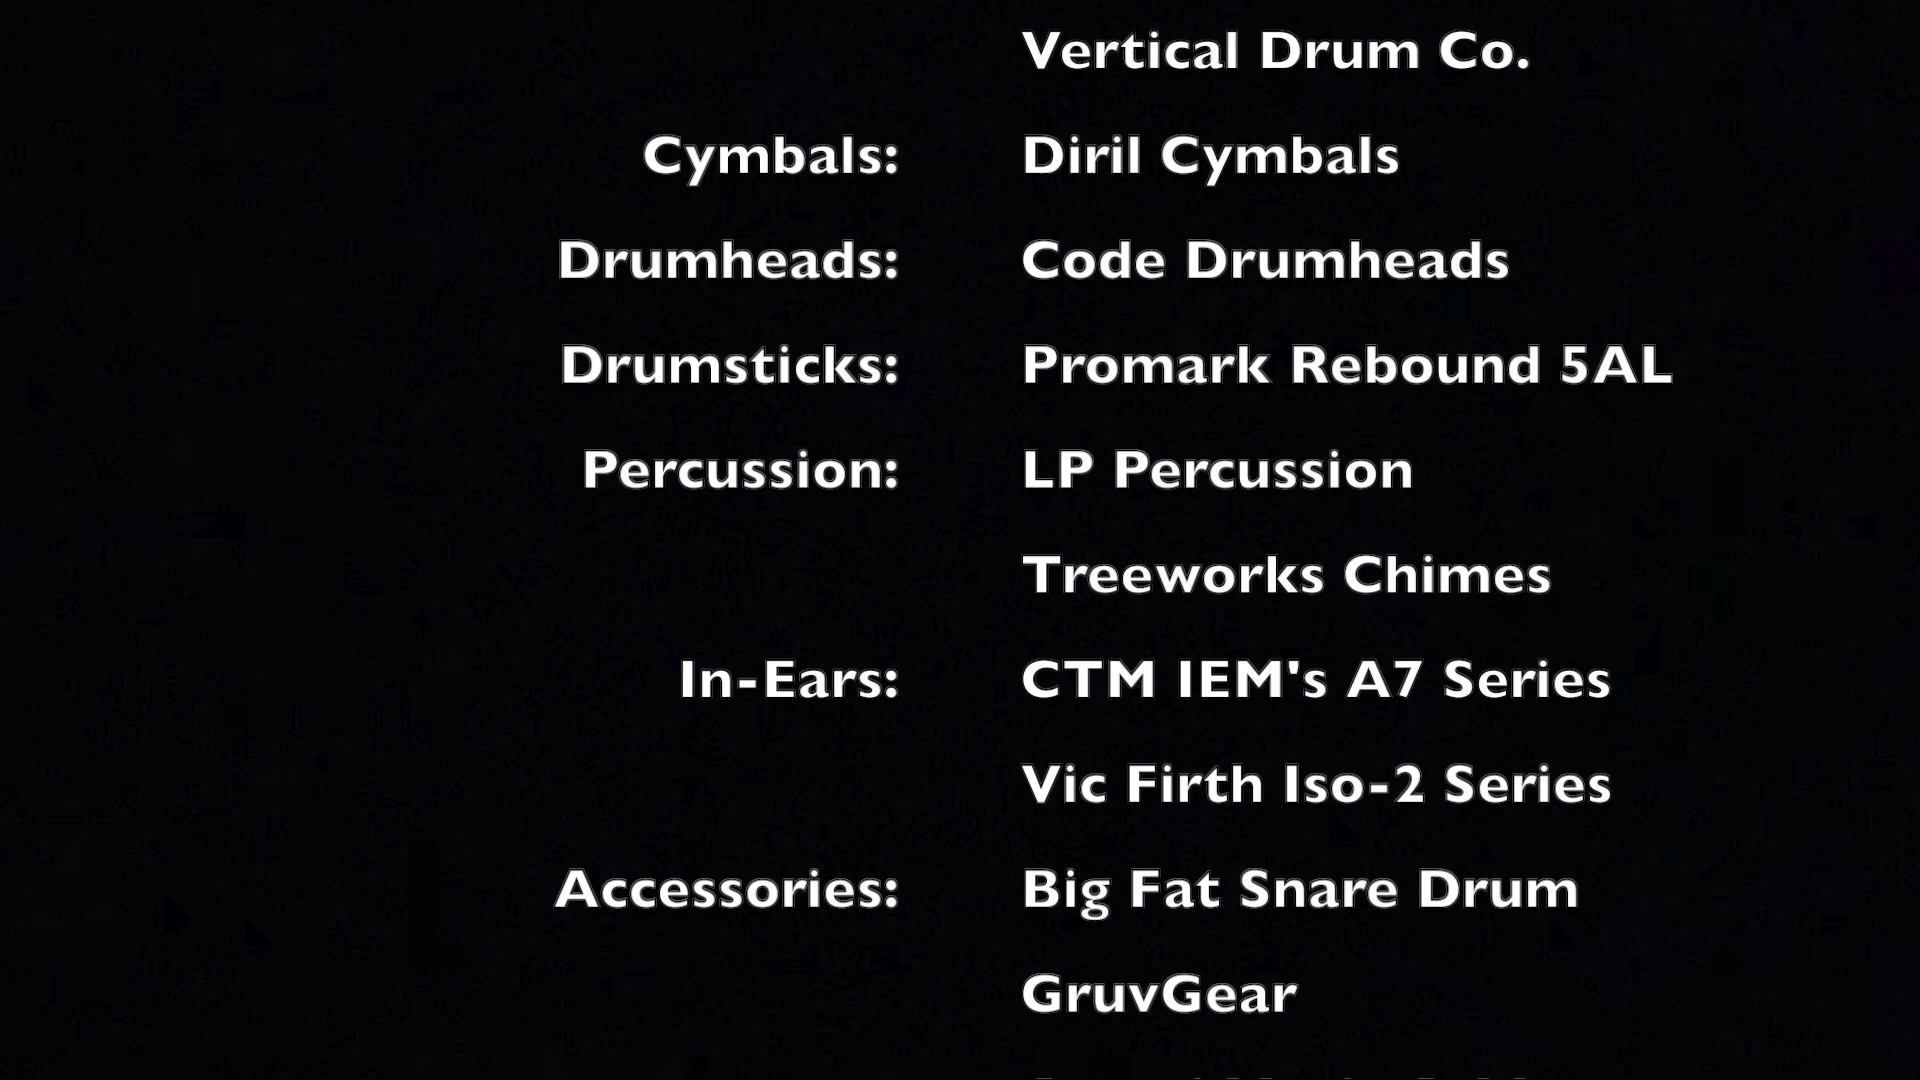 Vertical Drum Co.
Cymbals: Diril Cymbals
Drumheads: Code Drumheads
Drumsticks: Promark Rebound 5AL
Percussion: LP Percussion
Treeworks Chimes
In-Ears: CTM IEM's A7 Series
Vic Firth Iso-2 Series
Accessories: Big Fat Snare Drum
GruvGear